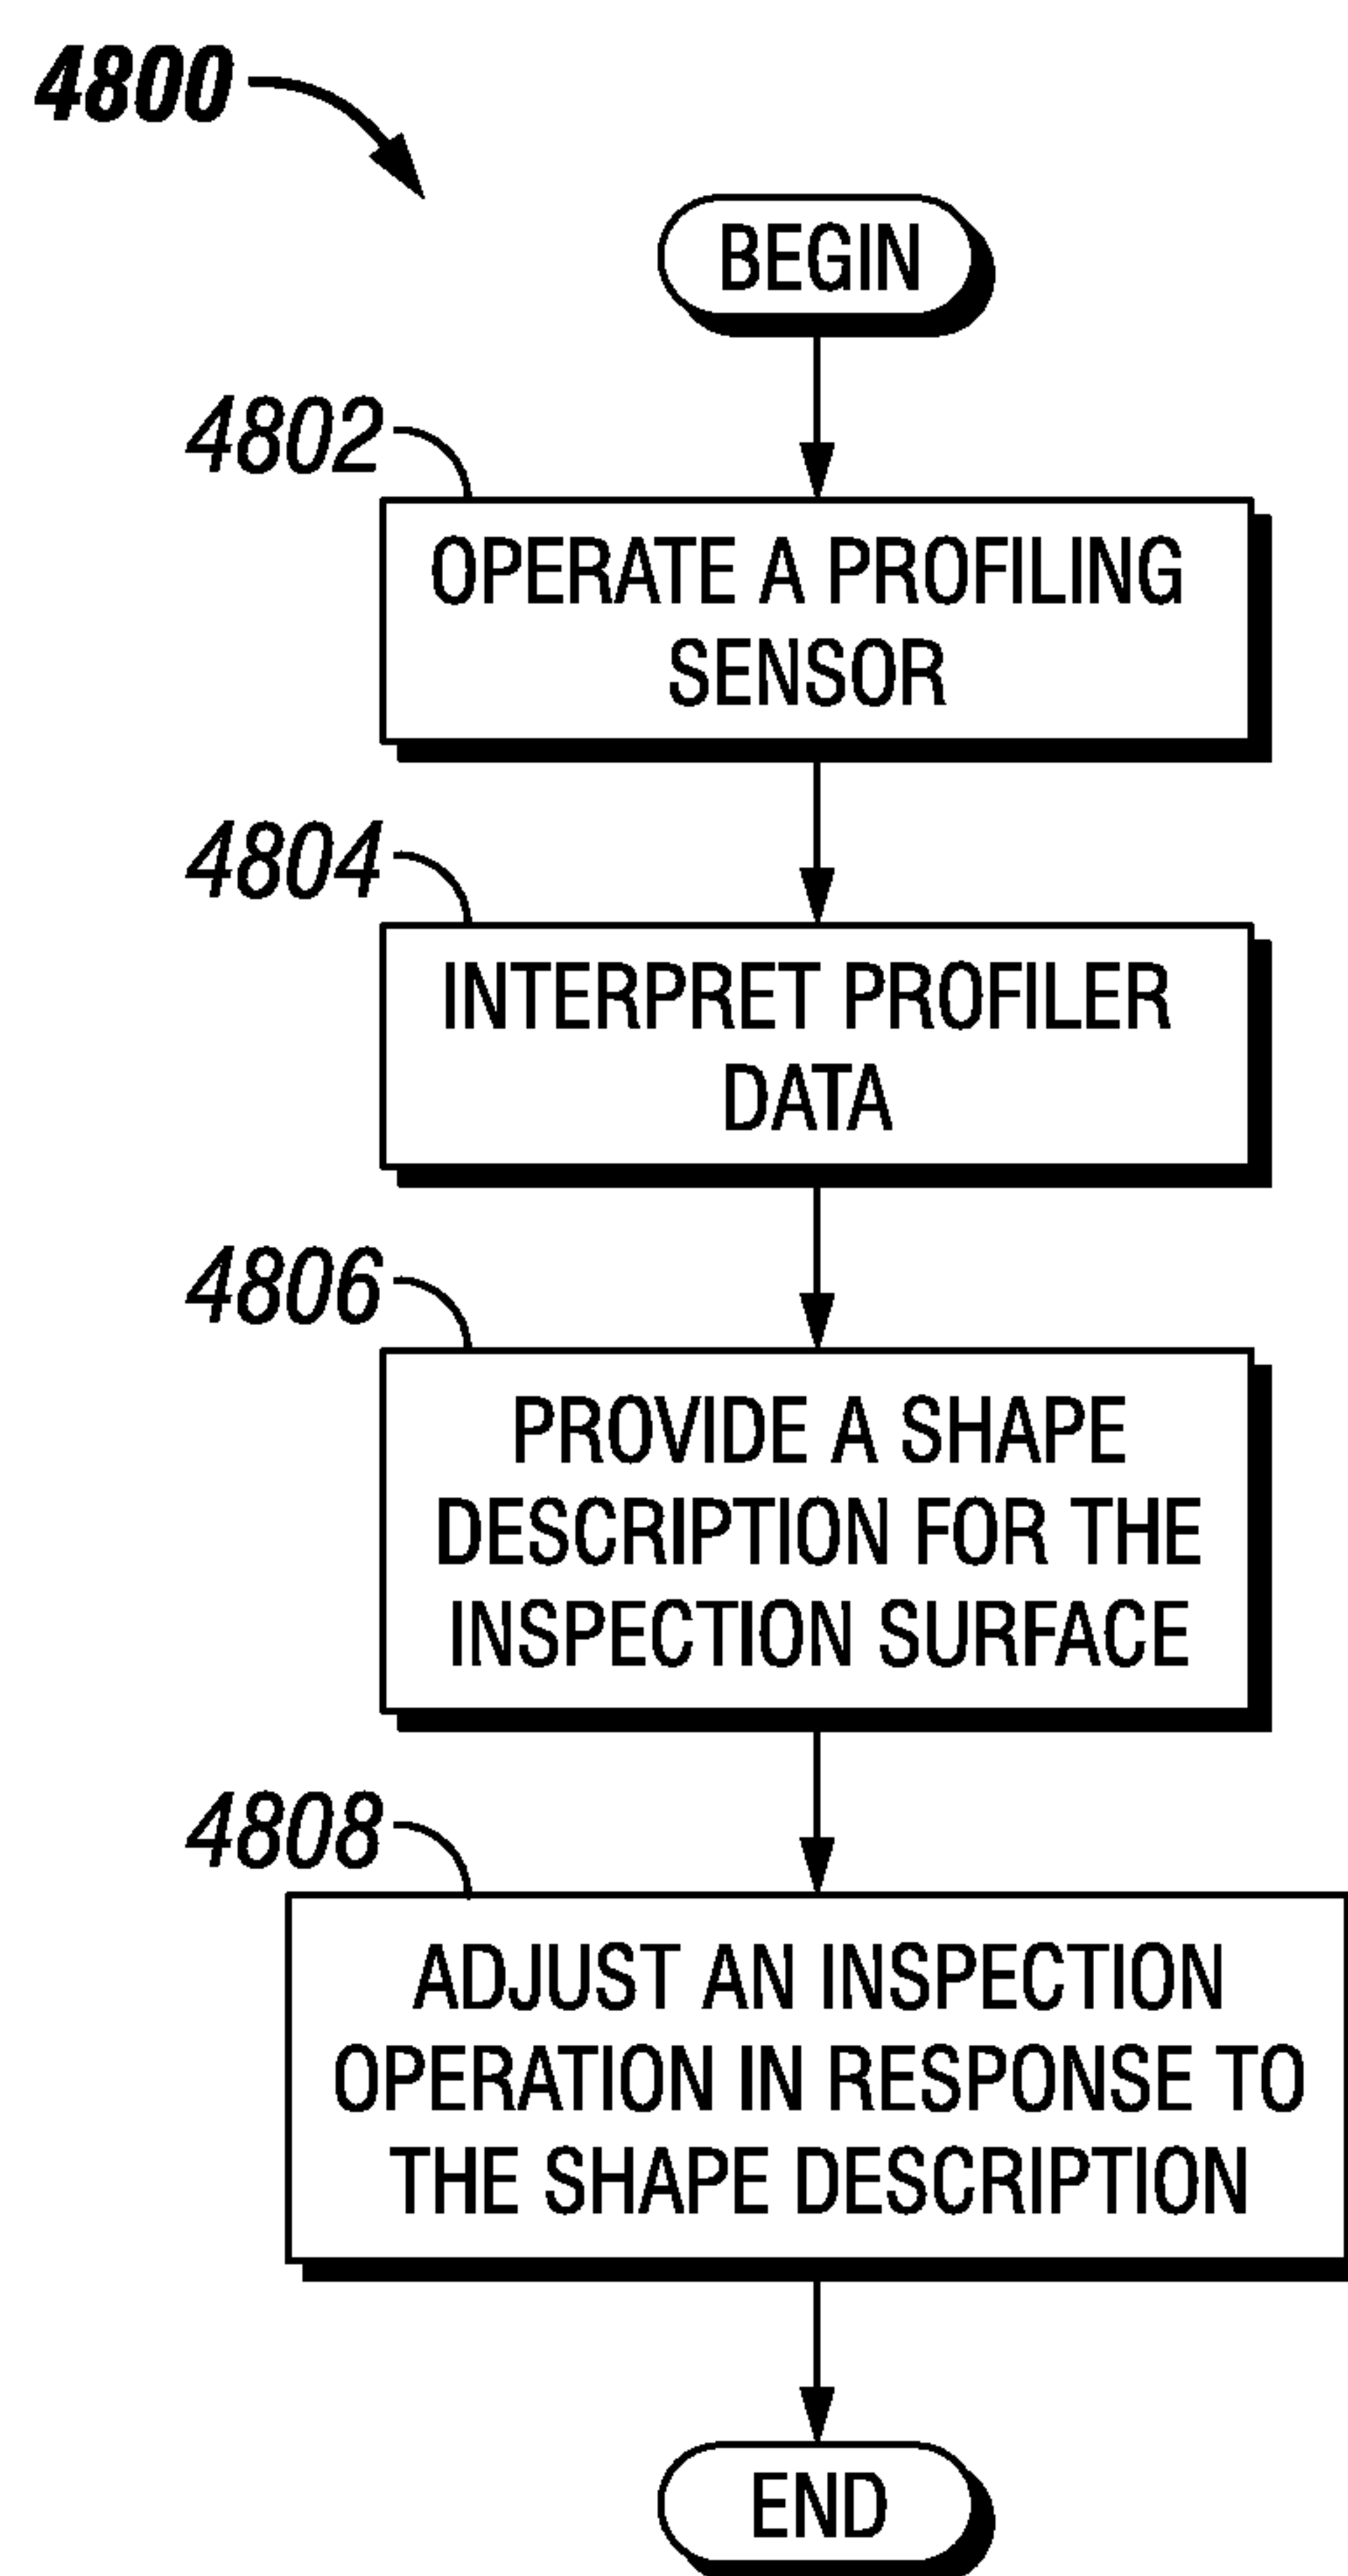 4800
BEGIN
4802
OPERATE A PROFILING
SENSOR
4804
INTERPRET PROFILER
DATA
4806
PROVIDE A SHAPE
DESCRIPTION FOR THE
INSPECTION SURFACE
4808
ADJUST AN INSPECTION
OPERATION IN RESPONSE TO
THE SHAPE DESCRIPTION
END